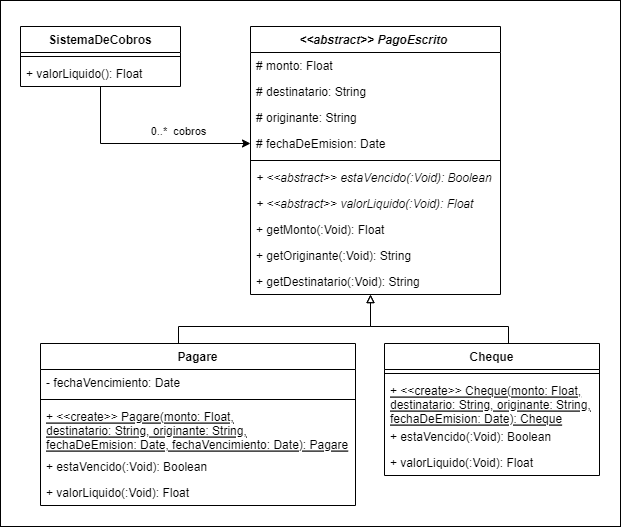 SistemaDeCobros
+ valorLiquido(): Float
0..* cobros
<<abstract>> PagoEscrito
# monto: Float
# destinatario: String
# originante: String
# fechaDeEmision: Date
+ <<abstract>> estaVencido(:Void): Boolean
+ <<abstract>> valorLiquido(:Void): Float
+ getMonto(:Void): Float
+ getOriginante(:Void): String
+ getDestinatario(:Void): String
Pagare
- fechaVencimiento: Date
+ <<create>> Pagare(monto: Float,
destinatario: String, originante: String,
fechaDeEmision: Date, fechaVencimiento: Date): Pagare
+ estaVencido(:Void): Boolean
+ valorLiquido(:Void): Float
Cheque
+ <<create>> Cheque(monto: Float,
destinatario: String, originante: String,
fechaDeEmision: Date): Cheque
+ estaVencido(:Void): Boolean
+ valorLiquido(:Void): Float